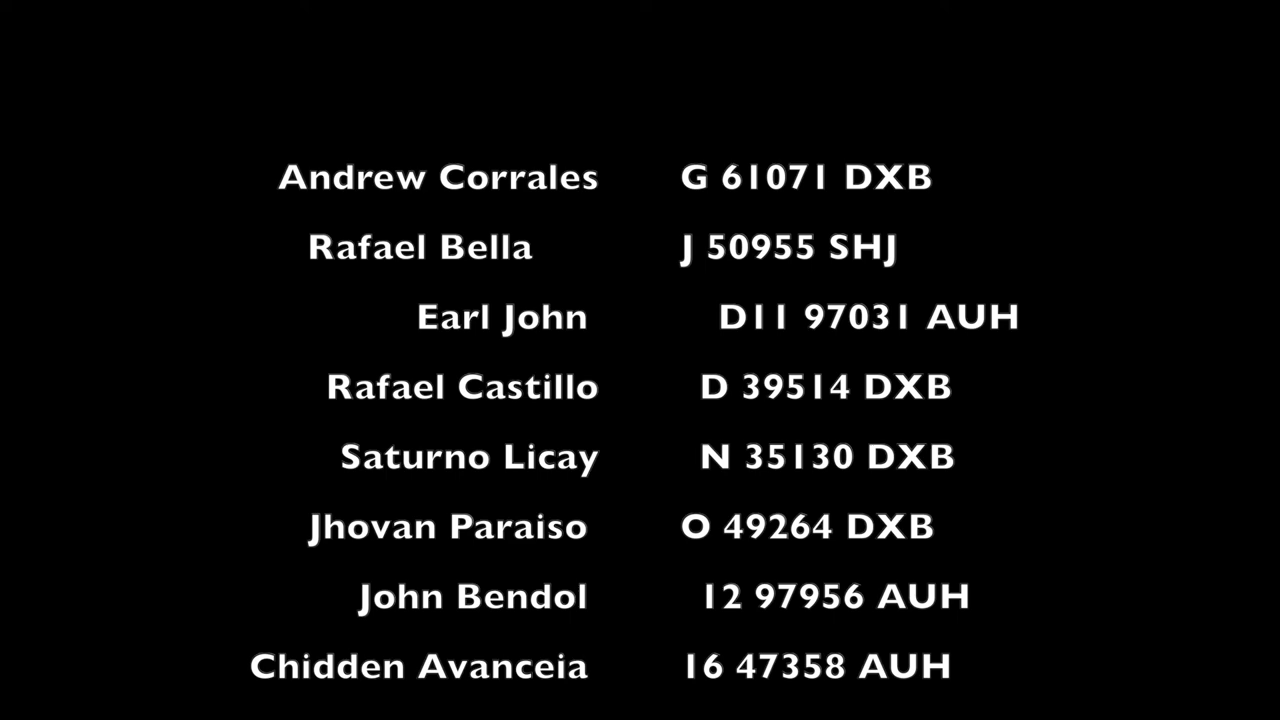 Andrew Corrales G 61071 DXB
Rafael Bella J 50955 SHJ
Earl John D11 97031 AUH
Rafael Castillo D 39514 DXB
Saturno Licay N 35130 DXB
Jhovan Paraiso O 49264 DXB
John Bendol 12 97956 AUH
Chidden Avanceia 16 47358 AUH